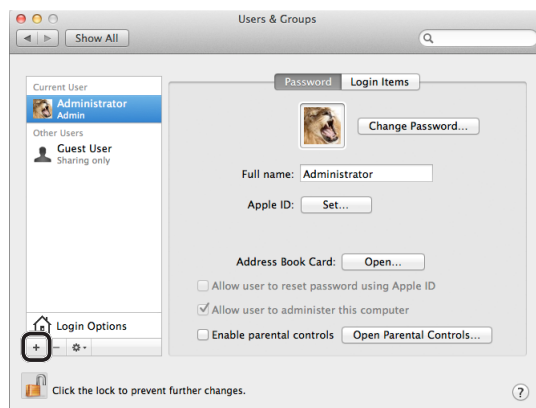 Users & Groups
Show All
Current User
Administrator
Admin
Other Users
Guest User
Sharing only
Login Options
+ −
Password Login Items
Change Password...
Full name: Administrator
Apple ID: Set...
Address Book Card: Open...
Allow user to reset password using Apple ID
Allow user to administer this computer
Enable parental controls Open Parental Controls...
Click the lock to prevent further changes.
?